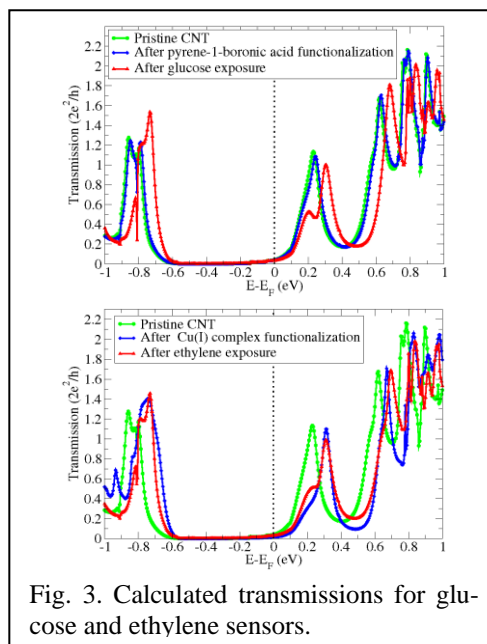 Pristine CNT
After pyrene-1-boronic acid functionalization
After glucose exposure
Transmission (2e²/h)
2.2
2
1.8
1.6
1.4
1.2
1
0.8
0.6
0.4
0.2
0
-1 -0.8 -0.6 -0.4 -0.2 0 0.2 0.4 0.6 0.8 1
E-E_F (eV)
Pristine CNT
After Cu(I) complex functionalization
After ethylene exposure
Transmission (2e²/h)
2.2
2
1.8
1.6
1.4
1.2
1
0.8
0.6
0.4
0.2
0
-1 -0.8 -0.6 -0.4 -0.2 0 0.2 0.4 0.6 0.8 1
E-E_F (eV)
Fig. 3. Calculated transmissions for glu-
cose and ethylene sensors.